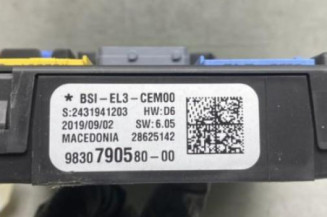 ★ BSI-EL3-CEM00
S:2431941203 HW:D6
2019/09/02 SW:6.05
MACEDONIA 28625142
9830790580-00